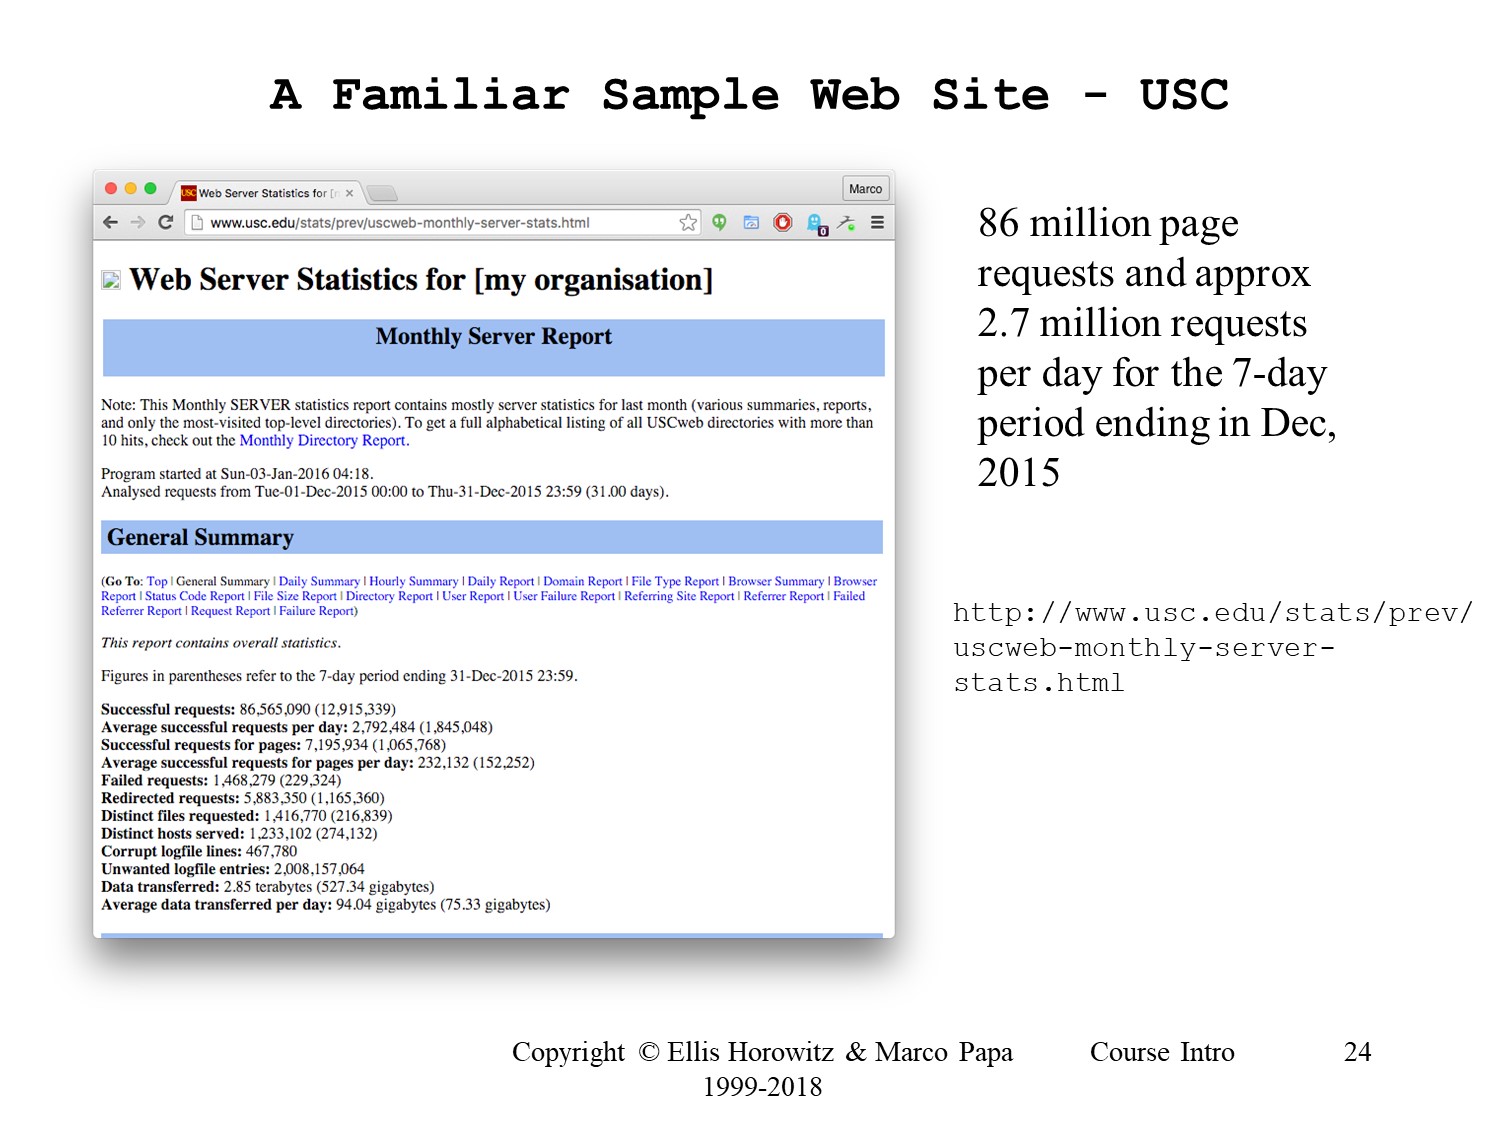 A Familiar Sample Web Site - USC
USC Web Server Statistics for [
Marco
www.usc.edu/stats/prev/uscweb-monthly-server-stats.html
0
Web Server Statistics for [my organisation]
Monthly Server Report
Note: This Monthly SERVER statistics report contains mostly server statistics for last month (various summaries, reports,
and only the most-visited top-level directories). To get a full alphabetical listing of all USCweb directories with more than
10 hits, check out the Monthly Directory Report.
Program started at Sun-03-Jan-2016 04:18.
Analysed requests from Tue-01-Dec-2015 00:00 to Thu-31-Dec-2015 23:59 (31.00 days).
General Summary
(Go To: Top | General Summary | Daily Summary | Hourly Summary | Daily Report | Domain Report | File Type Report | Browser Summary | Browser
Report | Status Code Report | File Size Report | Directory Report | User Report | User Failure Report | Referring Site Report | Referrer Report | Failed
Referrer Report | Request Report | Failure Report)
This report contains overall statistics.
Figures in parentheses refer to the 7-day period ending 31-Dec-2015 23:59.
Successful requests: 86,565,090 (12,915,339)
Average successful requests per day: 2,792,484 (1,845,048)
Successful requests for pages: 7,195,934 (1,065,768)
Average successful requests for pages per day: 232,132 (152,252)
Failed requests: 1,468,279 (229,324)
Redirected requests: 5,883,350 (1,165,360)
Distinct files requested: 1,416,770 (216,839)
Distinct hosts served: 1,233,102 (274,132)
Corrupt logfile lines: 467,780
Unwanted logfile entries: 2,008,157,064
Data transferred: 2.85 terabytes (527.34 gigabytes)
Average data transferred per day: 94.04 gigabytes (75.33 gigabytes)
86 million page
requests and approx
2.7 million requests
per day for the 7-day
period ending in Dec,
2015
http://www.usc.edu/stats/prev/
uscweb-monthly-server-
stats.html
Copyright © Ellis Horowitz & Marco Papa
1999-2018
Course Intro
24